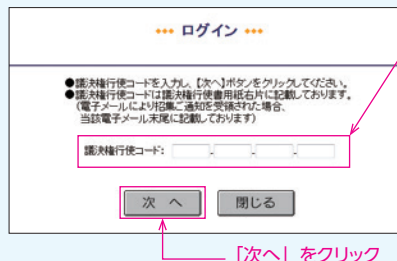 ••• ログイン •••
●議決権行使コードを入力し、【次へ】ボタンをクリックしてください。
●議決権行使コードは議決権行使書用紙右片に記載しております。
(電子メールにより招集ご通知を受領された場合、
当該電子メール末尾に記載しております)
議決権行使コード: - - -
次 へ 閉じる
「次へ」をクリック